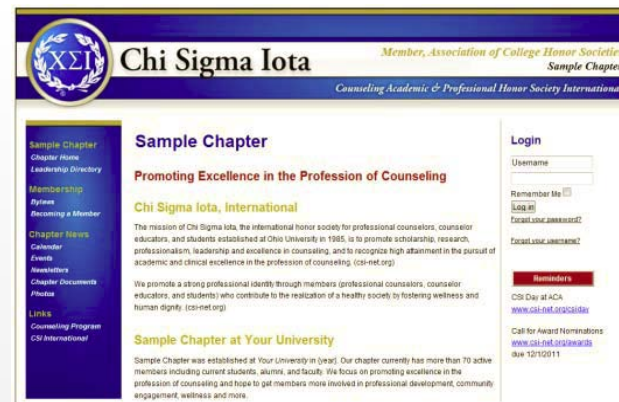 ΧΣΙ
Chi Sigma Iota
Member, Association of College Honor Societies
Sample Chapter
Counseling Academic & Professional Honor Society International
Sample Chapter
Chapter Home
Leadership Directory
Membership
Bylaws
Becoming a Member
Chapter News
Calendar
Events
Newsletters
Chapter Documents
Photos
Links
Counseling Program
CSI International
Sample Chapter
Promoting Excellence in the Profession of Counseling
Chi Sigma Iota, International
The mission of Chi Sigma Iota, the international honor society for professional counselors, counselor
educators, and students established at Ohio University in 1985, is to promote scholarship, research,
professionalism, leadership and excellence in counseling, and to recognize high attainment in the pursuit of
academic and clinical excellence in the profession of counseling. (csi-net.org)
We promote a strong professional identity through members (professional counselors, counselor
educators, and students) who contribute to the realization of a healthy society by fostering wellness and
human dignity. (csi-net.org)
Sample Chapter at Your University
Sample Chapter was established at Your University in {year}. Our chapter currently has more than 70 active
members including current students, alumni, and faculty. We focus on promoting excellence in the
profession of counseling and hope to get members more involved in professional development, community
engagement, wellness and more.
Login
Username
Remember Me
Log in
Forgot your password?
Forgot your username?
Reminders
CSI Day at ACA
www.csi-net.org/csiday
Call for Award Nominations
www.csi-net.org/awards
due 12/1/2011